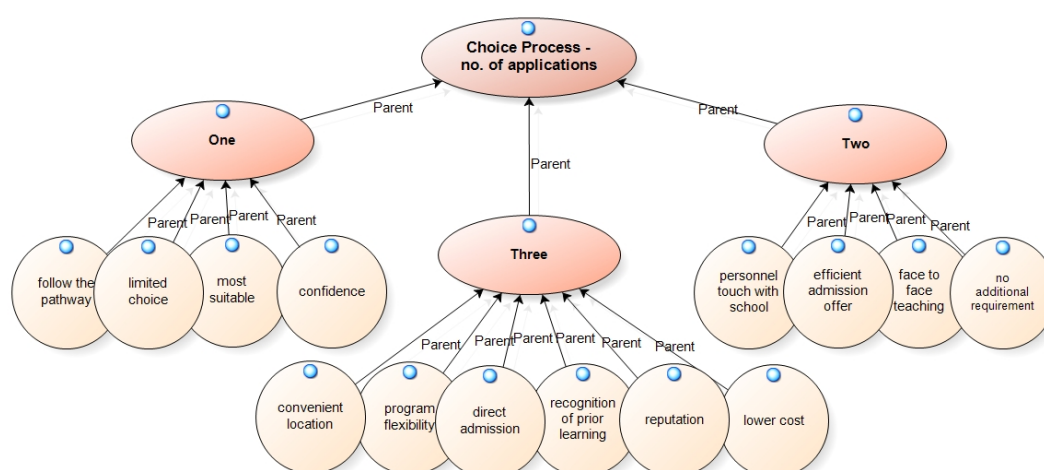 Choice Process -
no. of applications
Parent
Parent
Parent
One
Two
Three
Parent
Parent
Parent
Parent
Parent
Parent
Parent
Parent
follow the
pathway
limited
choice
most
suitable
confidence
personnel
touch with
school
efficient
admission
offer
face to
face
teaching
no
additional
requirement
Parent
Parent
Parent
Parent
Parent
Parent
convenient
location
program
flexibility
direct
admission
recognition
of prior
learning
reputation
lower cost